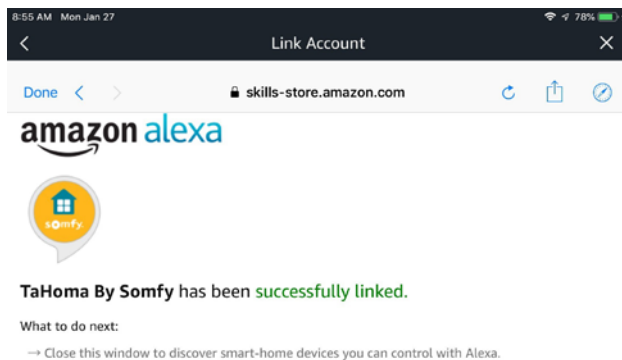 8:55 AM Mon Jan 27 78%
Link Account
Done skills-store.amazon.com
amazon alexa
somfy.
TaHoma By Somfy has been successfully linked.
What to do next:
→ Close this window to discover smart-home devices you can control with Alexa.